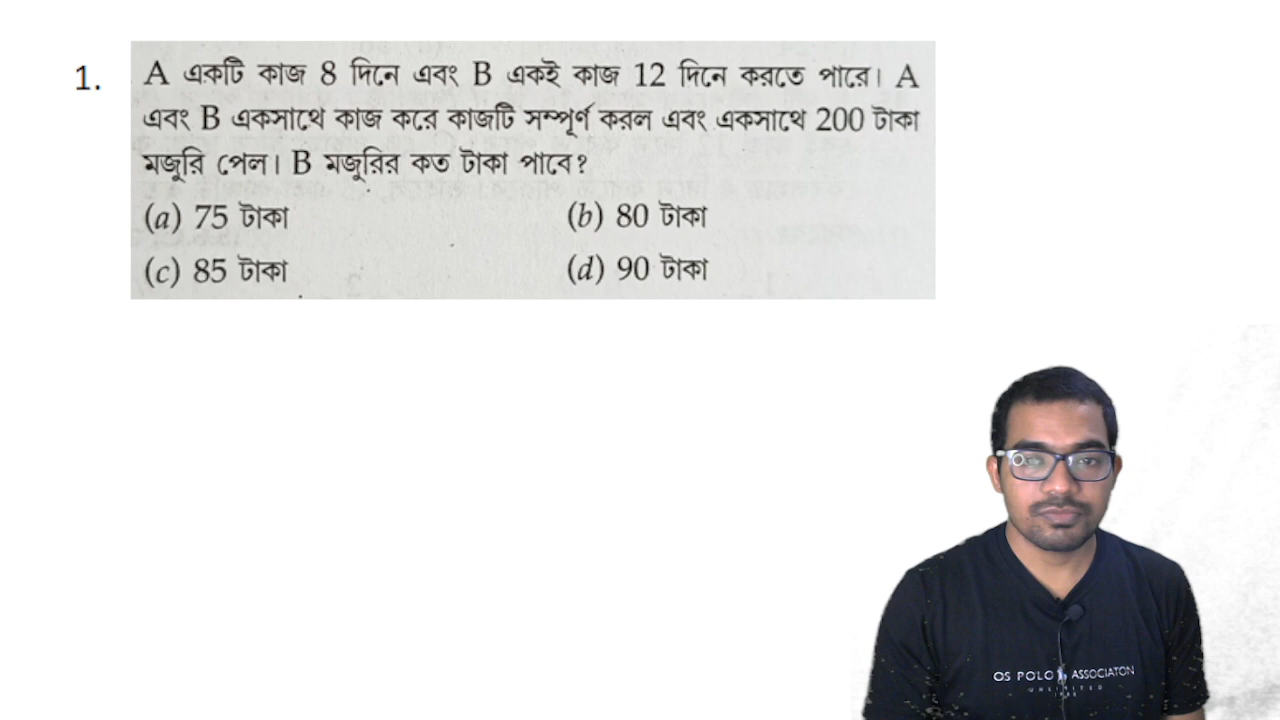 1.
A একটি কাজ 8 দিনে এবং B একই কাজ 12 দিনে করতে পারে। A
এবং B একসাথে কাজ করে কাজটি সম্পূর্ণ করল এবং একসাথে 200 টাকা
মজুরি পেল। B মজুরির কত টাকা পাবে?
(a) 75 টাকা (b) 80 টাকা
(c) 85 টাকা (d) 90 টাকা
OS POLO ASSOCIATON